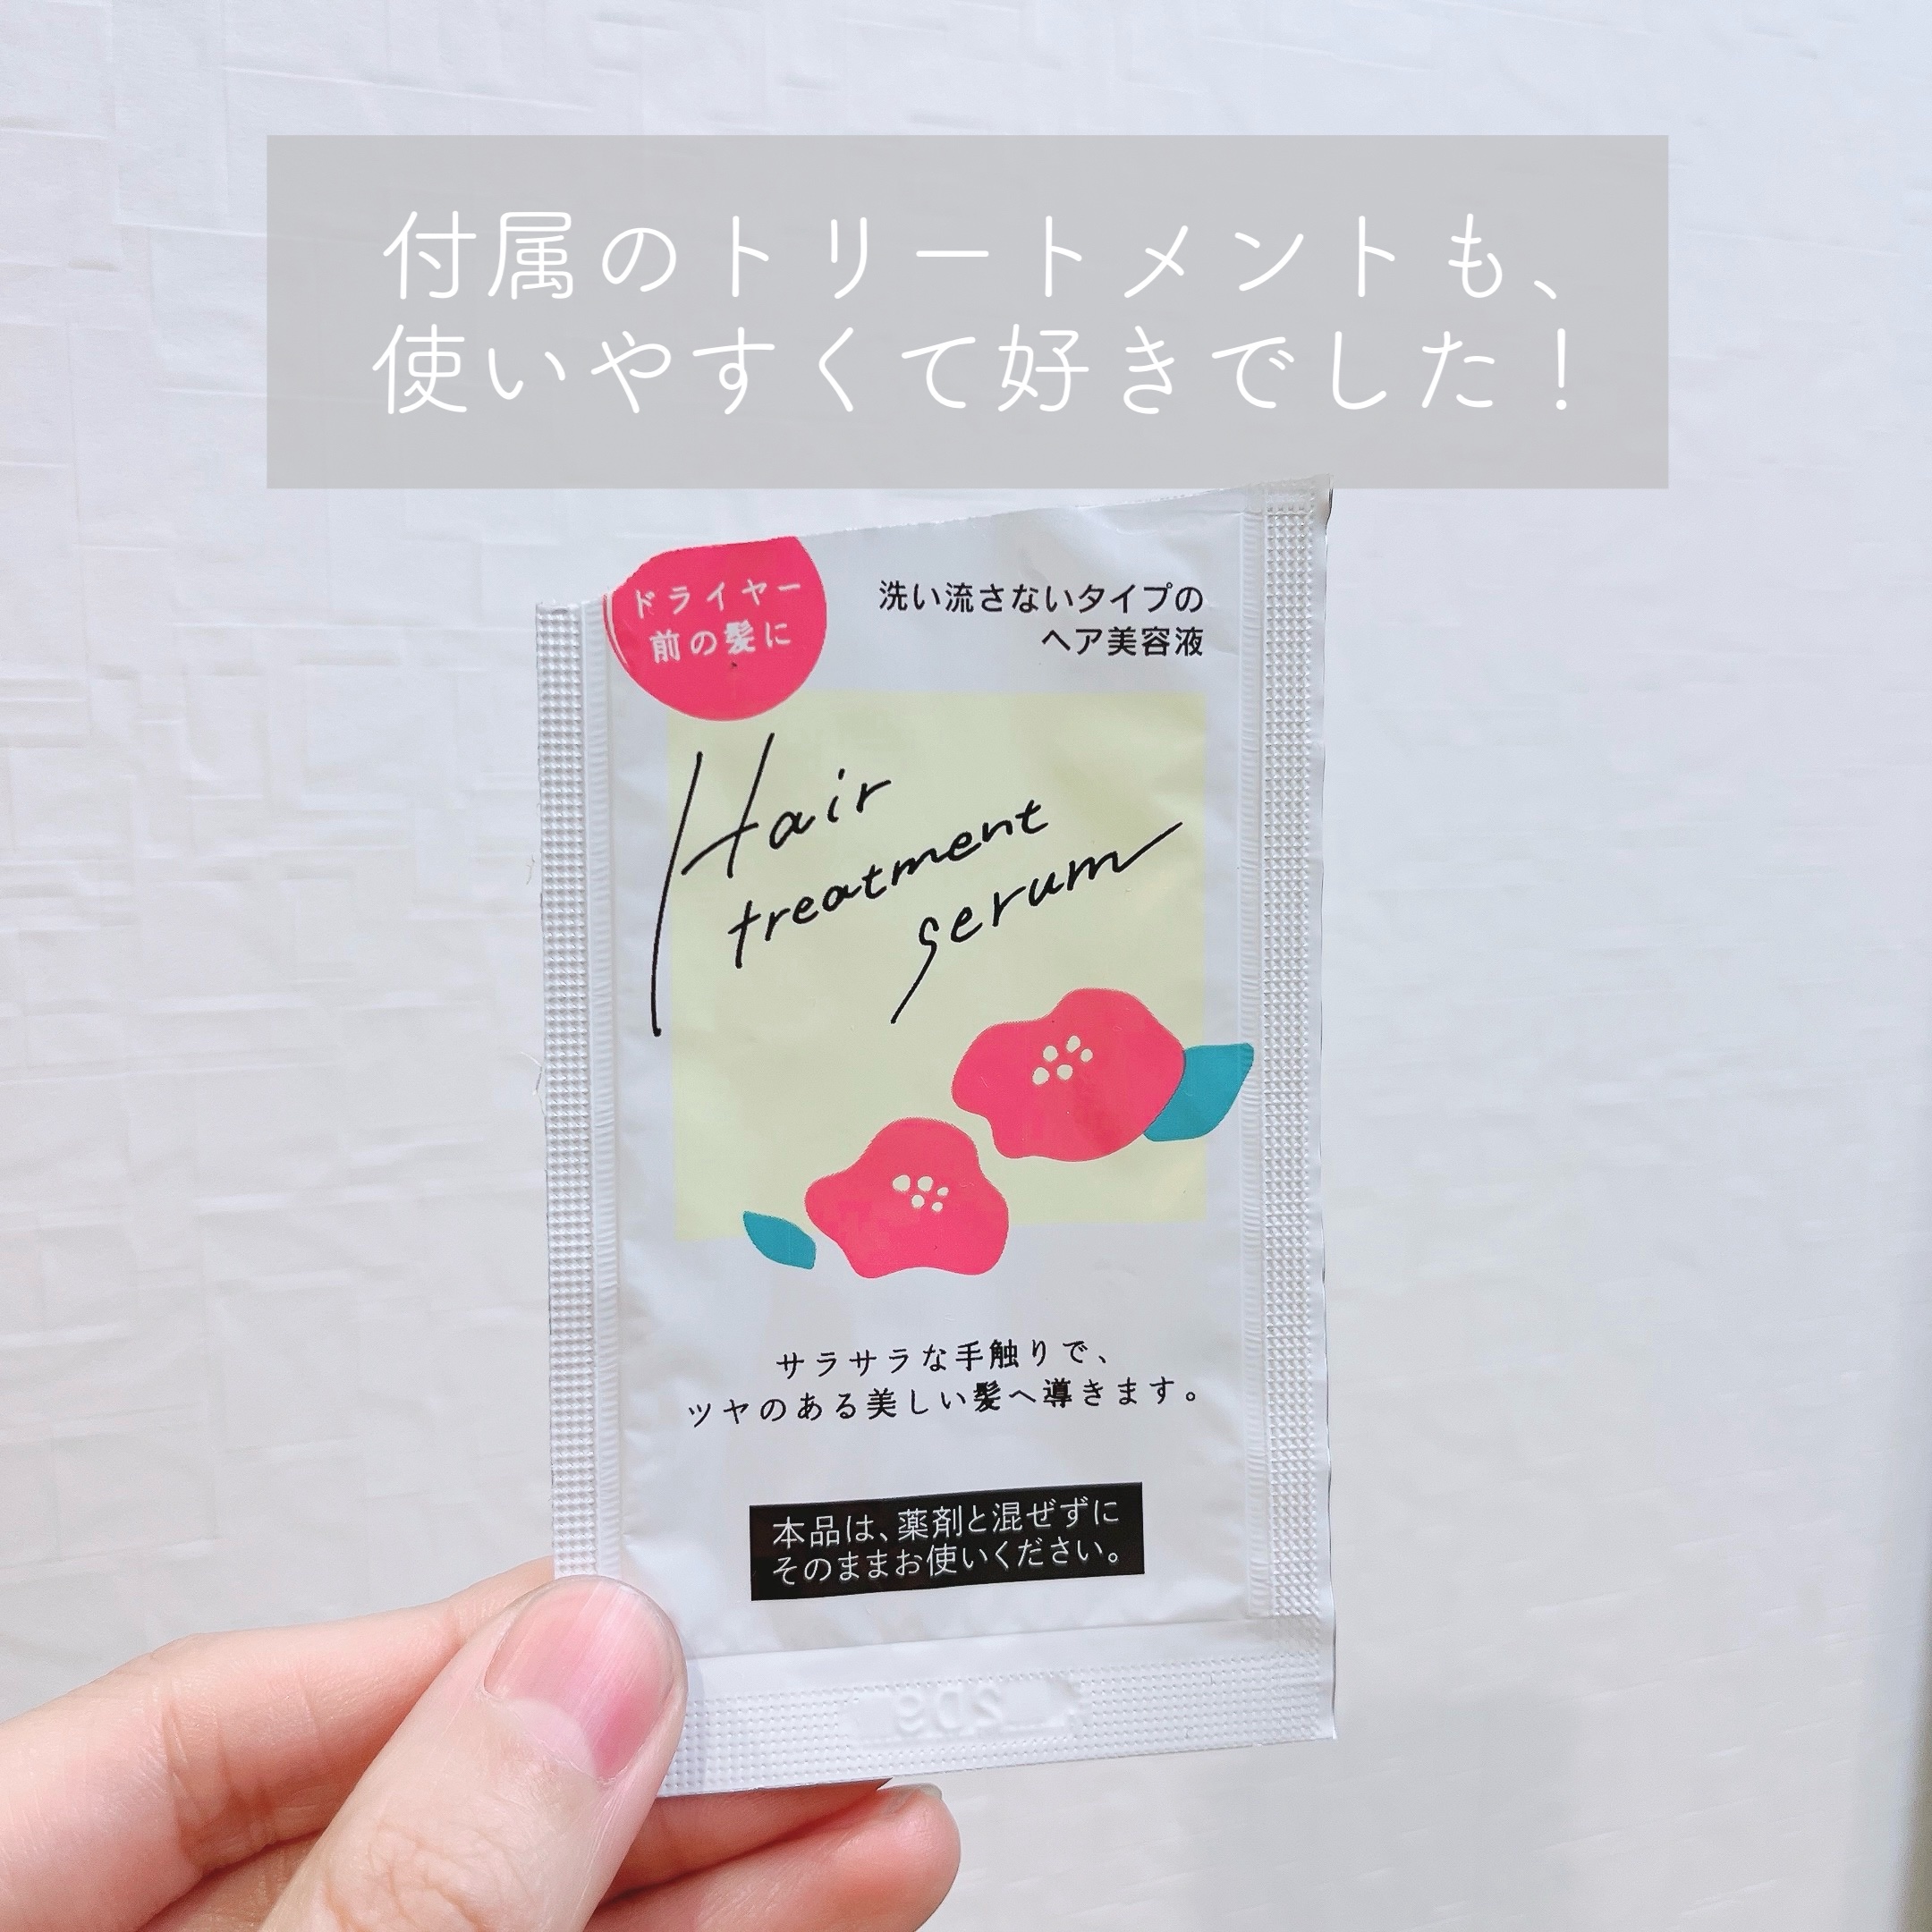 付属のトリートメントも、
使いやすくて好きでした！
ドライヤー
前の髪に
洗い流さないタイプの
ヘア美容液
Hair
treatment
serum
サラサラな手触りで、
ツヤのある美しい髪へ導きます。
本品は、薬剤と混ぜずに
そのままお使いください。